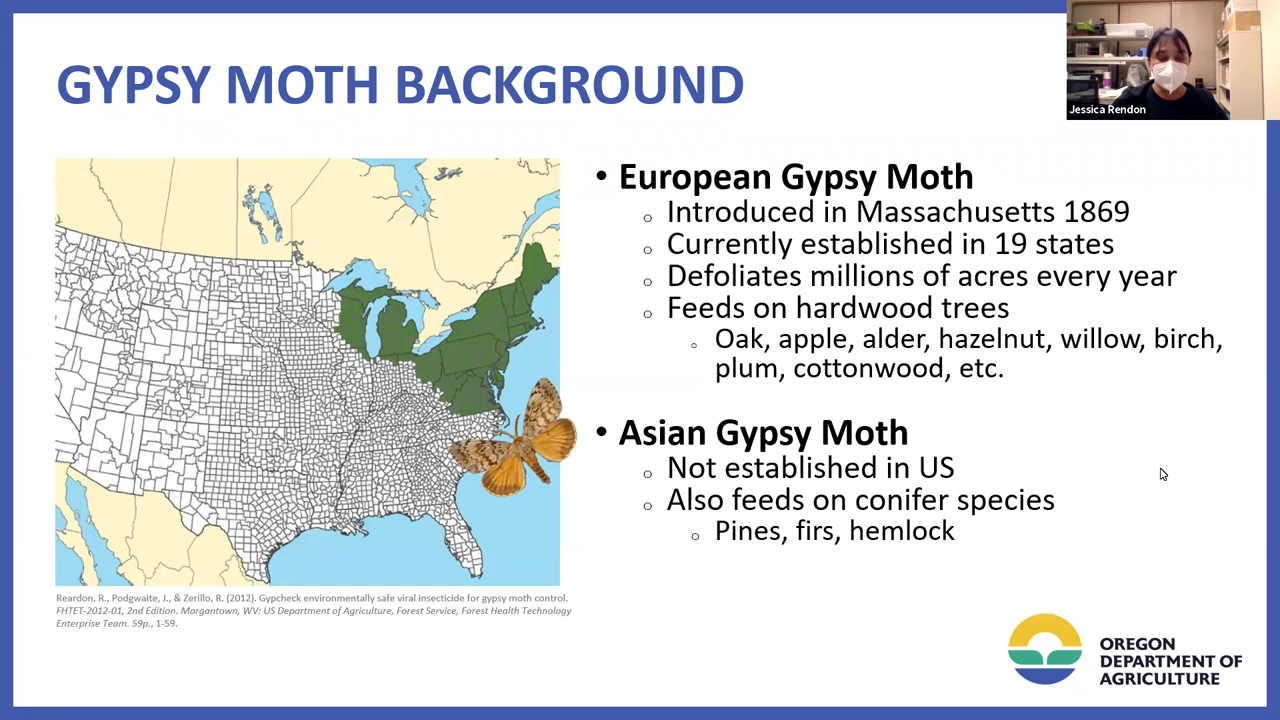 GYPSY MOTH BACKGROUND
Jessica Rendon
• European Gypsy Moth
o Introduced in Massachusetts 1869
o Currently established in 19 states
o Defoliates millions of acres every year
o Feeds on hardwood trees
o Oak, apple, alder, hazelnut, willow, birch,
plum, cottonwood, etc.
• Asian Gypsy Moth
o Not established in US
o Also feeds on conifer species
o Pines, firs, hemlock
Reardon, R., Podgwaite, J., & Zerillo, R. (2012). Gypcheck environmentally safe viral insecticide for gypsy moth control.
FHTET-2012-01, 2nd Edition. Morgantown, WV: US Department of Agriculture, Forest Service, Forest Health Technology
Enterprise Team. 59p., 1-59.
OREGON
DEPARTMENT OF
AGRICULTURE